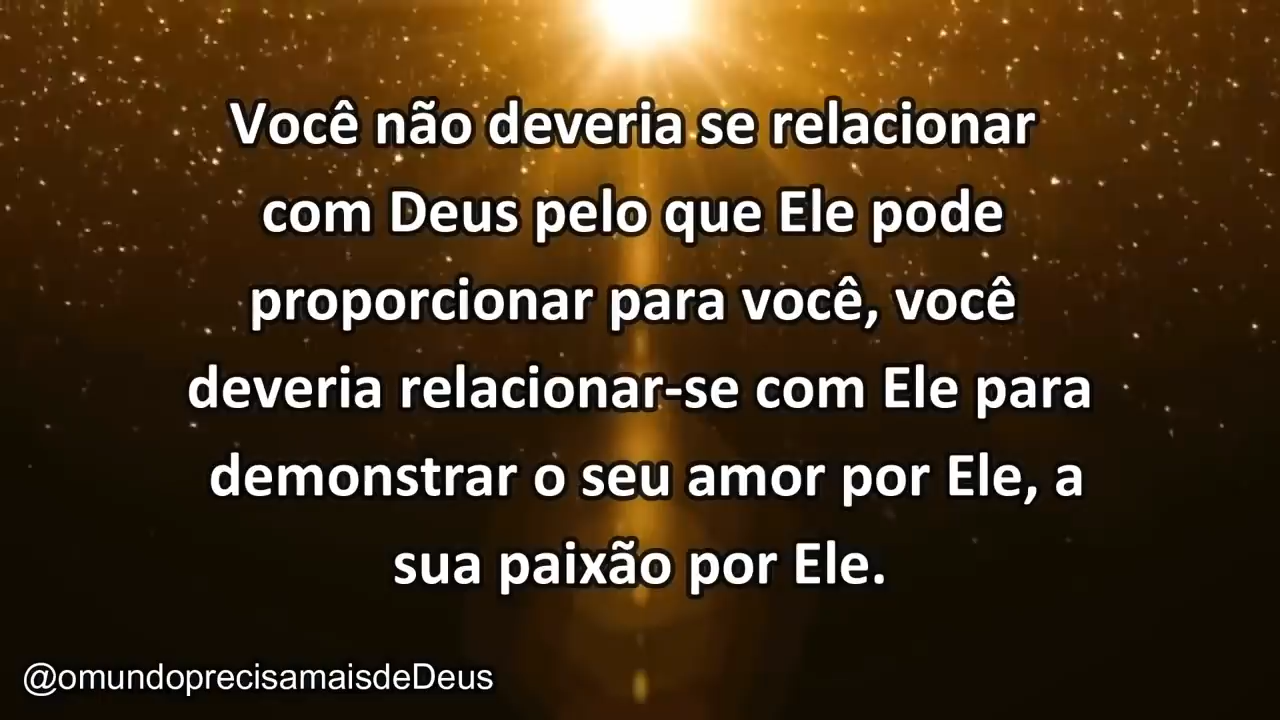 Você não deveria se relacionar
com Deus pelo que Ele pode
proporcionar para você, você
deveria relacionar-se com Ele para
demonstrar o seu amor por Ele, a
sua paixão por Ele.
@omundoprecisamaisdeDeus